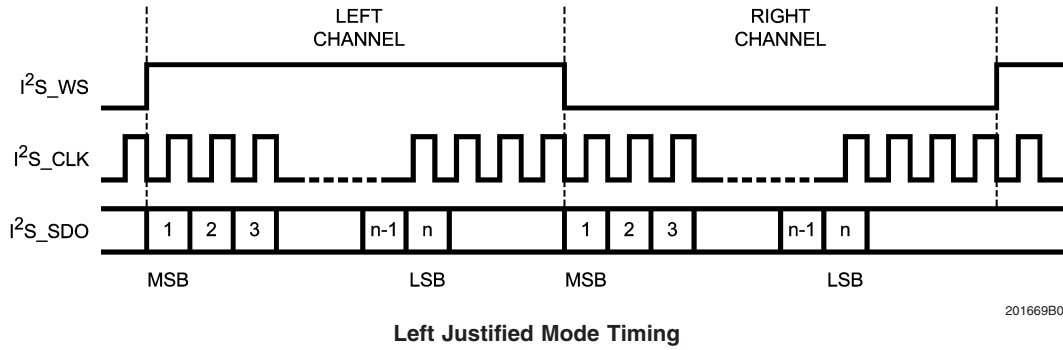 LEFT
CHANNEL
RIGHT
CHANNEL
I²S_WS
I²S_CLK
I²S_SDO 1 2 3 n-1 n 1 2 3 n-1 n
MSB LSB MSB LSB
201669B0
Left Justified Mode Timing